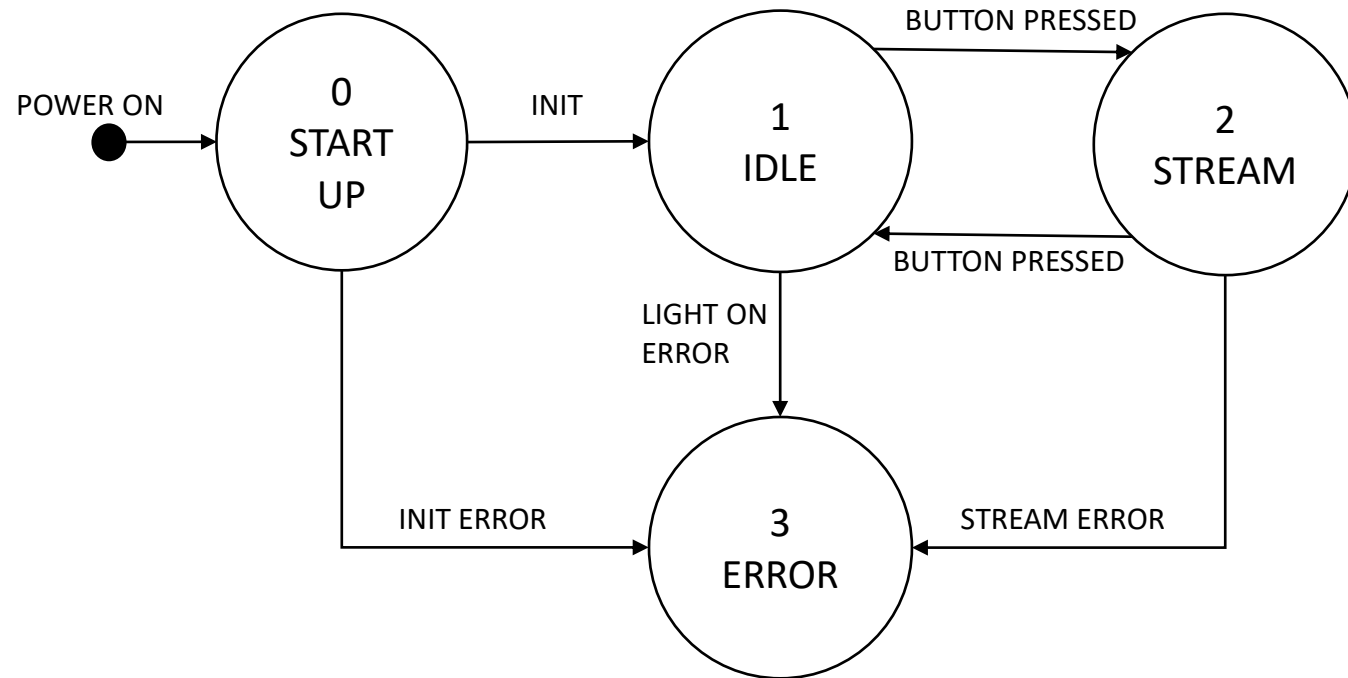 POWER ON
0
START
UP
INIT
1
IDLE
BUTTON PRESSED
2
STREAM
BUTTON PRESSED
LIGHT ON
ERROR
INIT ERROR
3
ERROR
STREAM ERROR